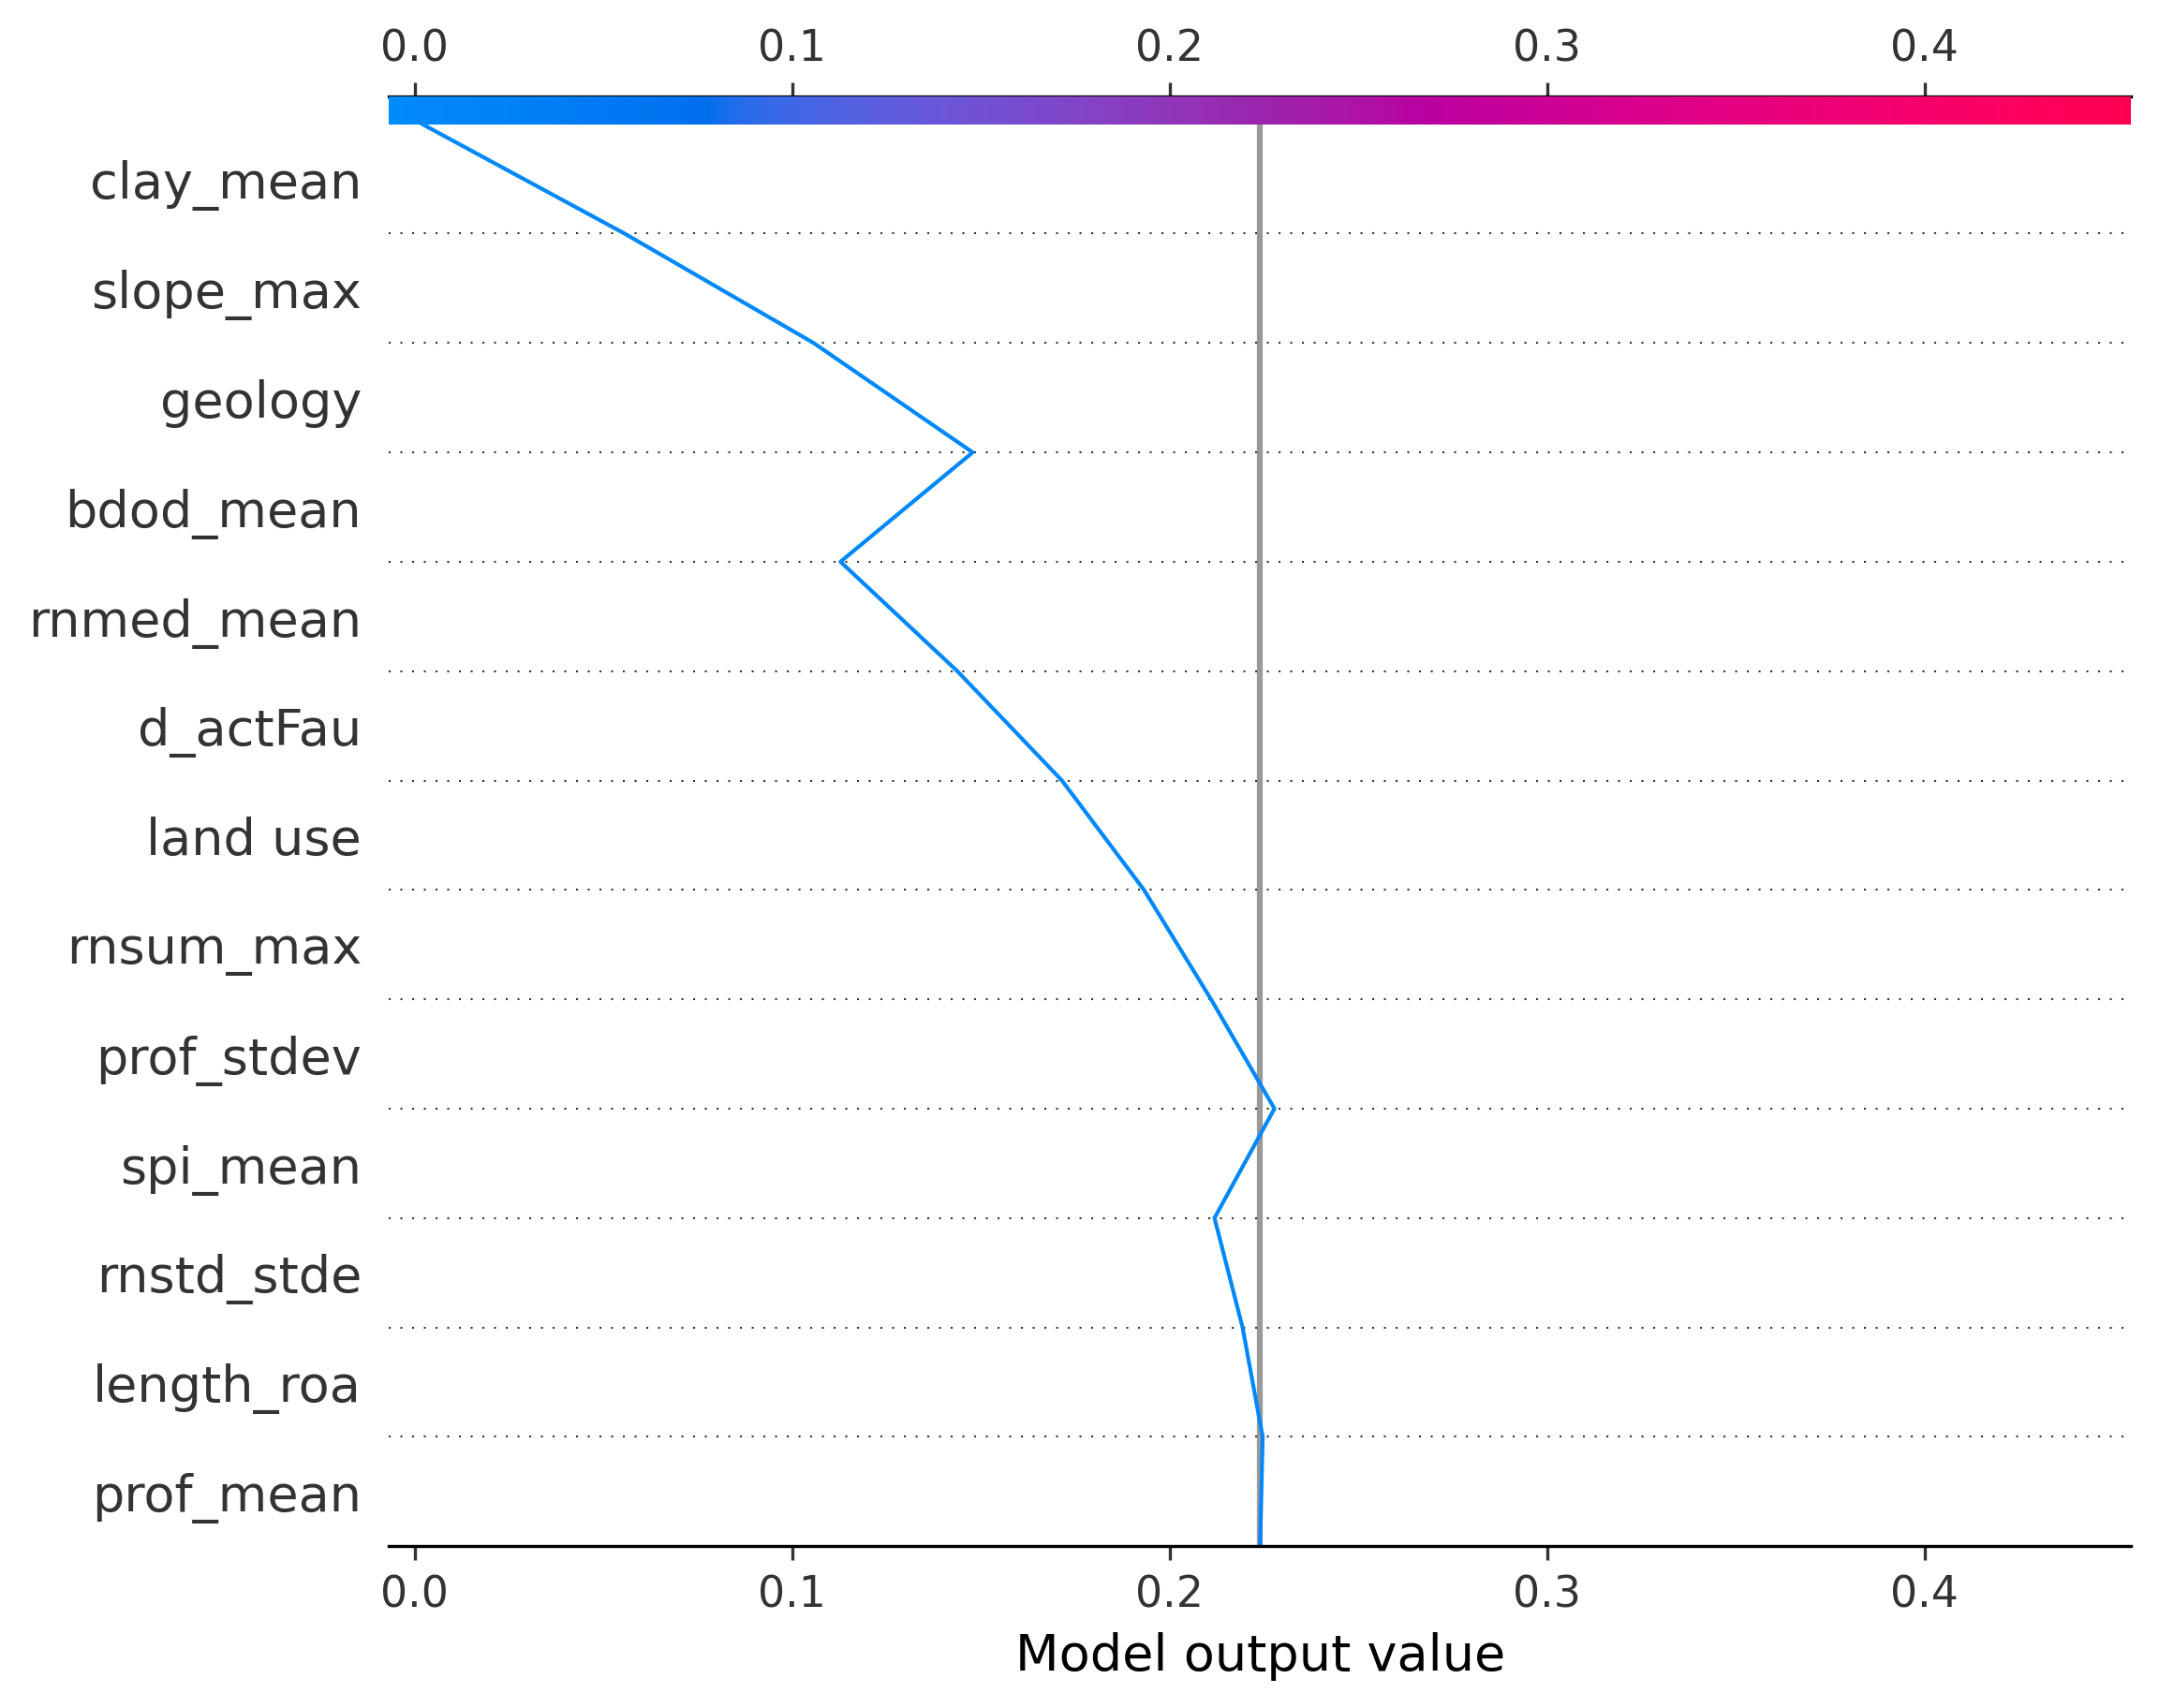 0.0 0.1 0.2 0.3 0.4
clay_mean
slope_max
geology
bdod_mean
rnmed_mean
d_actFau
land use
rnsum_max
prof_stdev
spi_mean
rnstd_stde
length_roa
prof_mean
0.0 0.1 0.2 0.3 0.4
Model output value